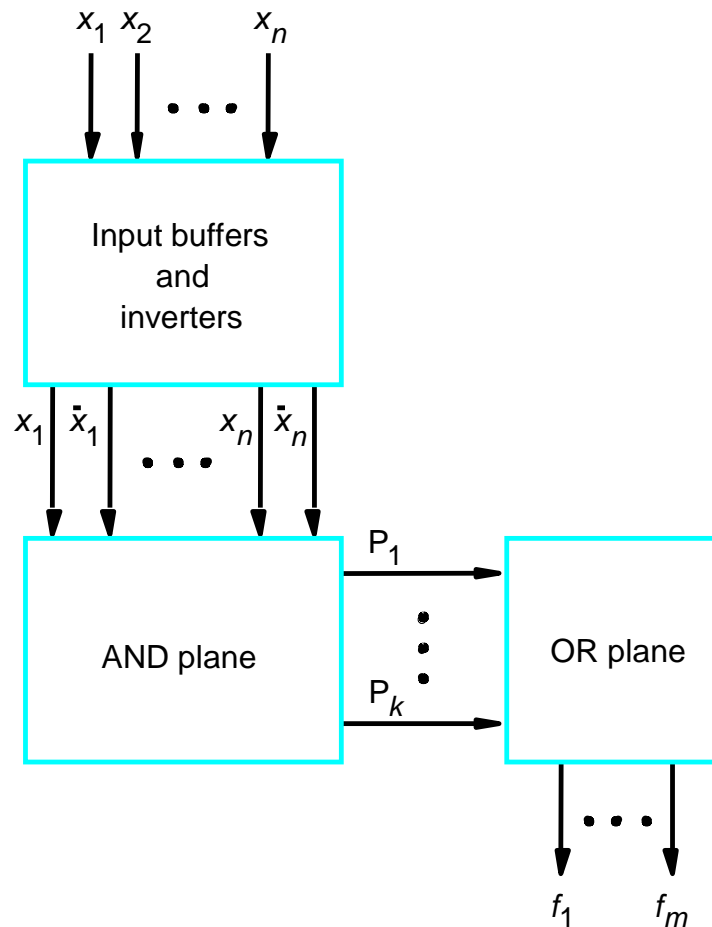 x1 x2 xn
Input buffers
and
inverters
x1 x̄1 xn x̄n
P1
AND plane
OR plane
Pk
f1 fm